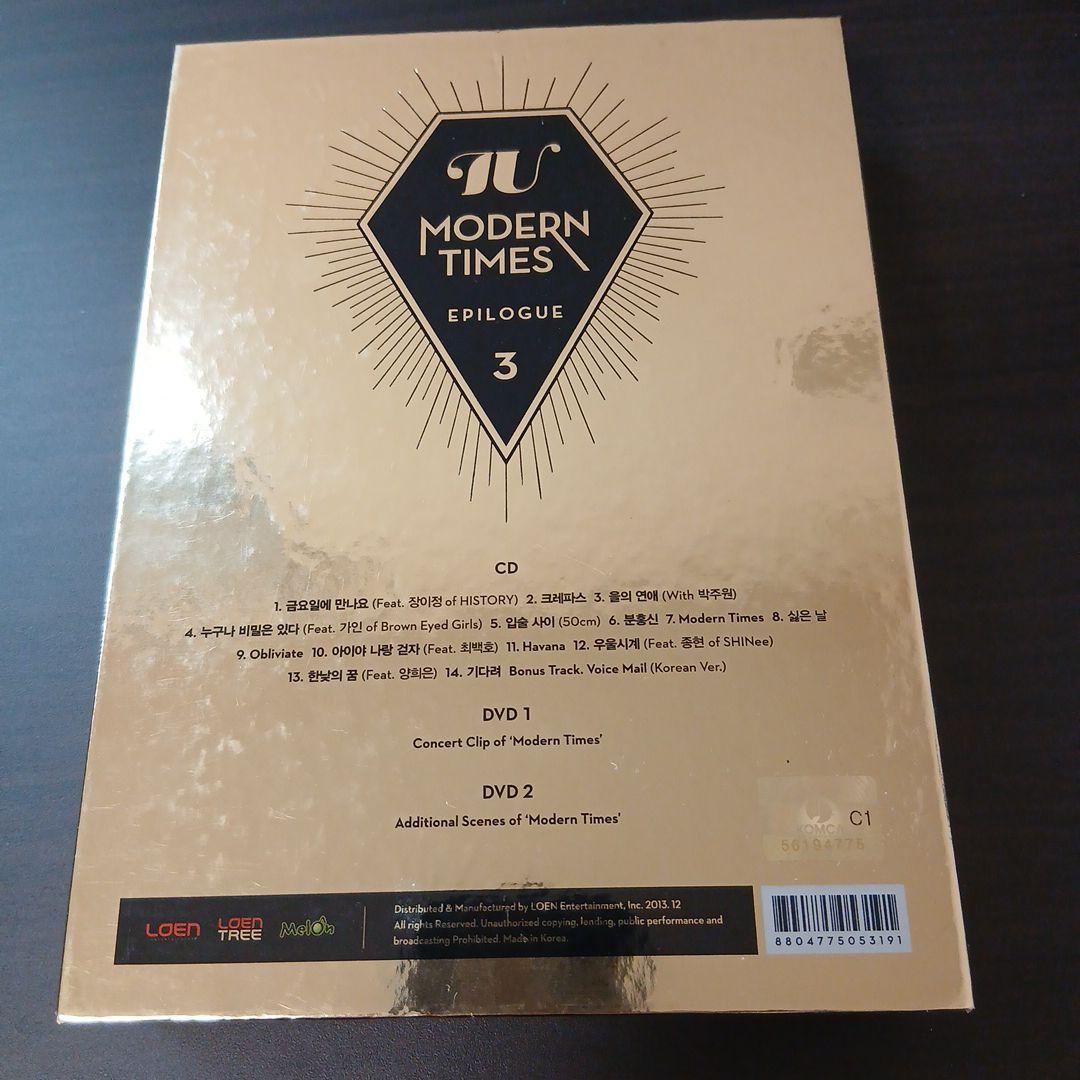 IU
MODERN
TIMES
EPILOGUE
3
CD
1. 금요일에 만나요 (Feat. 장이정 of HISTORY) 2. 크레파스 3. 을의 연애 (With 박주원)
4. 누구나 비밀은 있다 (Feat. 가인 of Brown Eyed Girls) 5. 입술 사이 (50cm) 6. 분홍신 7. Modern Times 8. 싫은 날
9. Obliviate 10. 아이야 나랑 걷자 (Feat. 최백호) 11. Havana 12. 우울시계 (Feat. 종현 of SHINee)
13. 한낮의 꿈 (Feat. 양희은) 14. 기다려 Bonus Track. Voice Mail (Korean Ver.)
DVD 1
Concert Clip of ‘Modern Times’
DVD 2
Additional Scenes of ‘Modern Times’
KOMCA C1
56194775
LOEN
LOEN
TREE
Melon
Distributed & Manufactured by LOEN Entertainment, Inc. 2013. 12
All rights Reserved. Unauthorized copying, lending, public performance and
broadcasting Prohibited. Made in Korea.
8804775053191